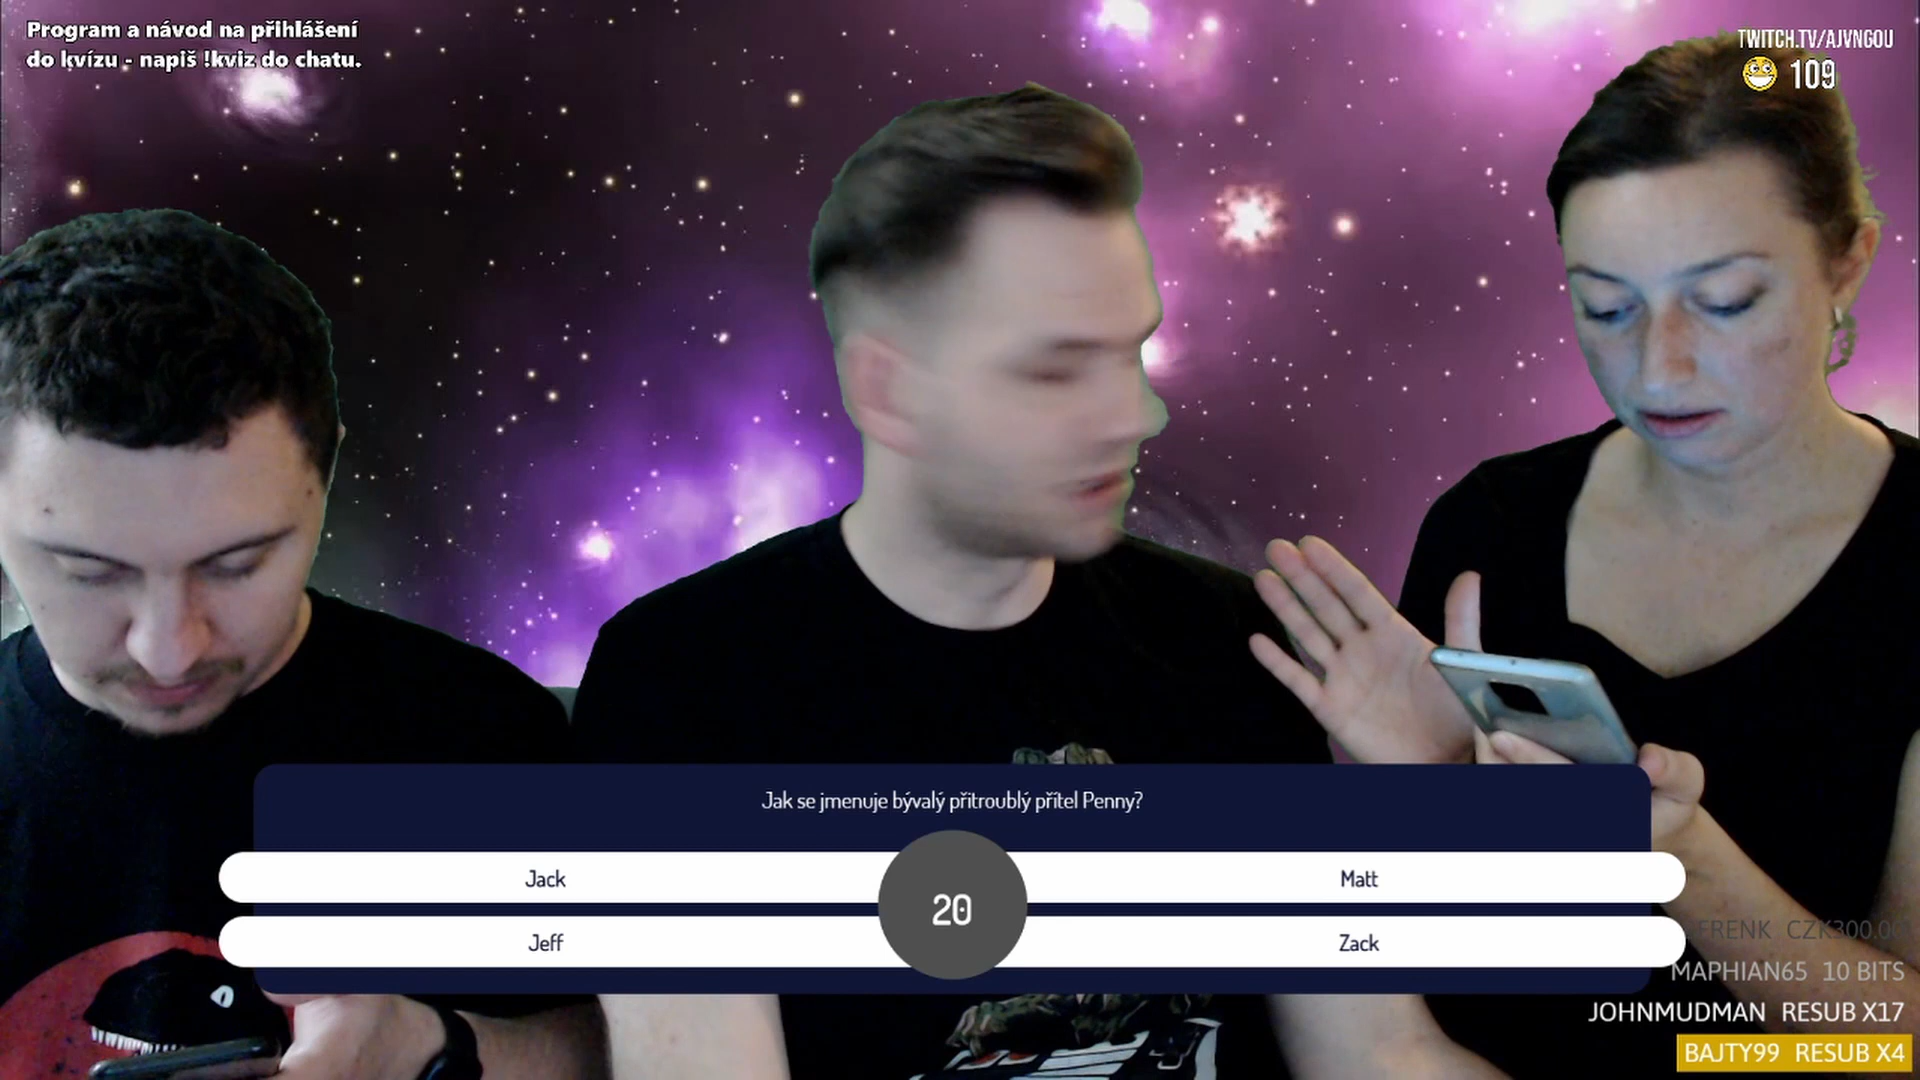 Program a návod na přihlášení
do kvízu - napiš !kviz do chatu.
TWITCH.TV/AJVNGOU
109
Jak se jmenuje bývalý přitroublý přítel Penny?
Jack
Matt
20
Jeff
Zack
FRENK CZK300.00
MAPHIAN65 10 BITS
JOHNMUDMAN RESUB X17
BAJTY99 RESUB X4